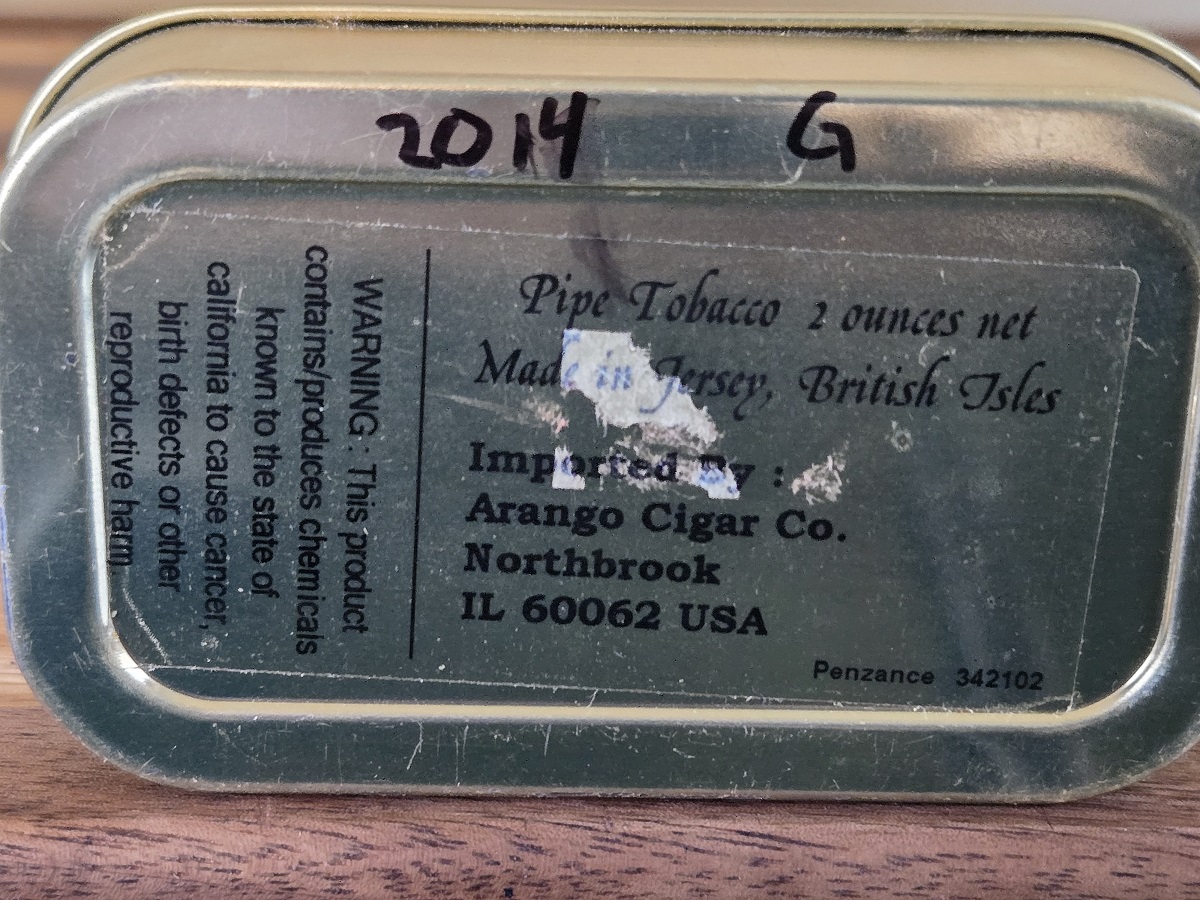 2014 G
Pipe Tobacco 2 ounces net
Made in Jersey, British Isles
Imported By :
Arango Cigar Co.
Northbrook
IL 60062 USA
Penzance 342102
WARNING : This product
contains/produces chemicals
known to the state of
california to cause cancer,
birth defects or other
reproductive harm.